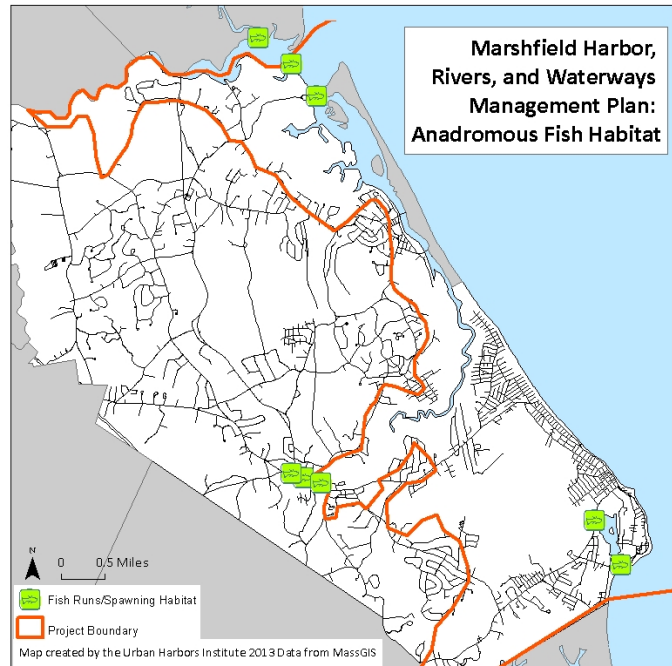 Marshfield Harbor,
Rivers, and Waterways
Management Plan:
Anadromous Fish Habitat
N
0 0.5 Miles
Fish Runs/Spawning Habitat
Project Boundary
Map created by the Urban Harbors Institute 2013 Data from MassGIS